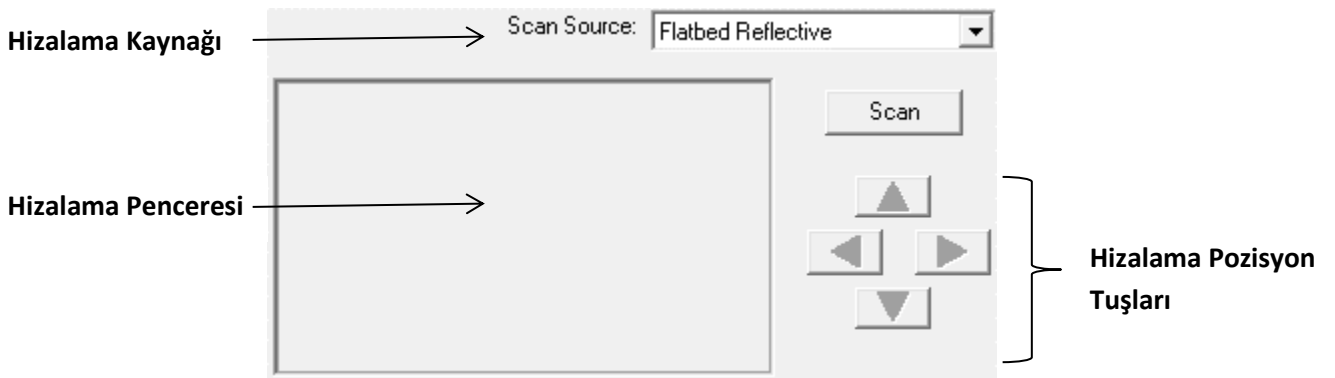 Hizalama Kaynağı
Scan Source:
Flatbed Reflective
Scan
Hizalama Penceresi
Hizalama Pozisyon
Tuşları